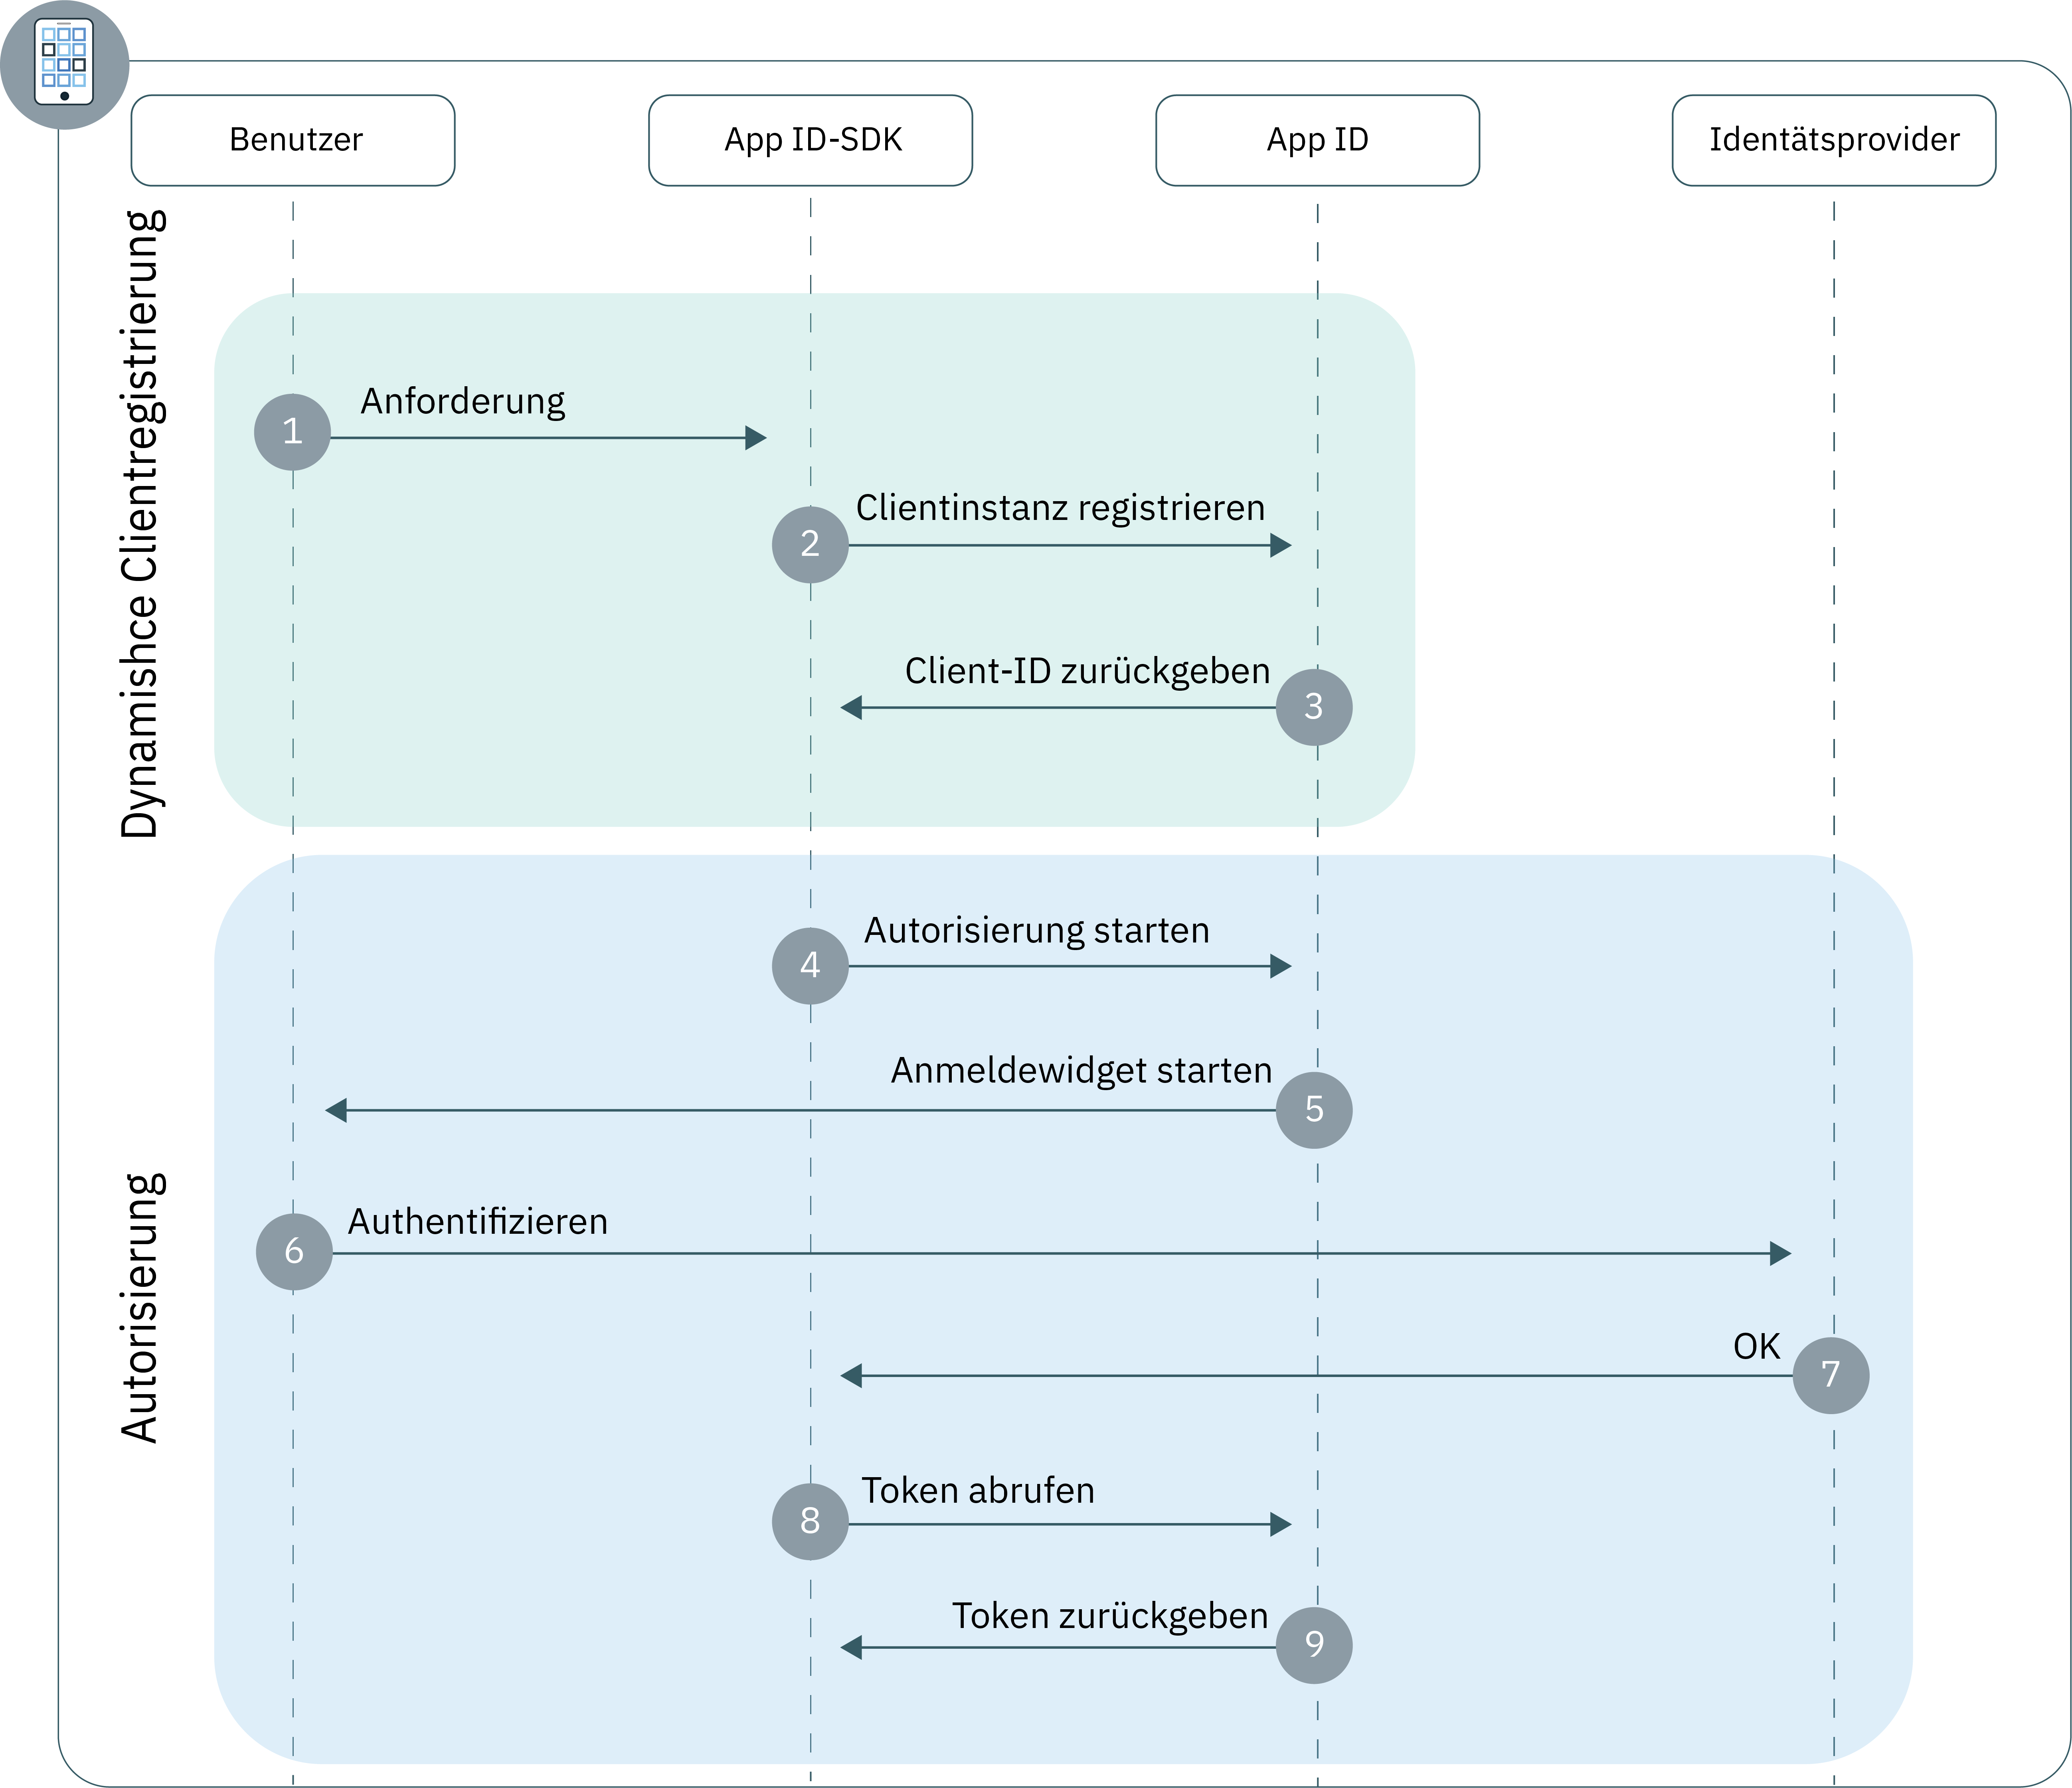 Benutzer
App ID-SDK
App ID
Identätsprovider
Dynamishce Clientregistrierung
1
Anforderung
2
Clientinstanz registrieren
3
Client-ID zurückgeben
Autorisierung
4
Autorisierung starten
5
Anmeldewidget starten
6
Authentifizieren
7
OK
8
Token abrufen
9
Token zurückgeben